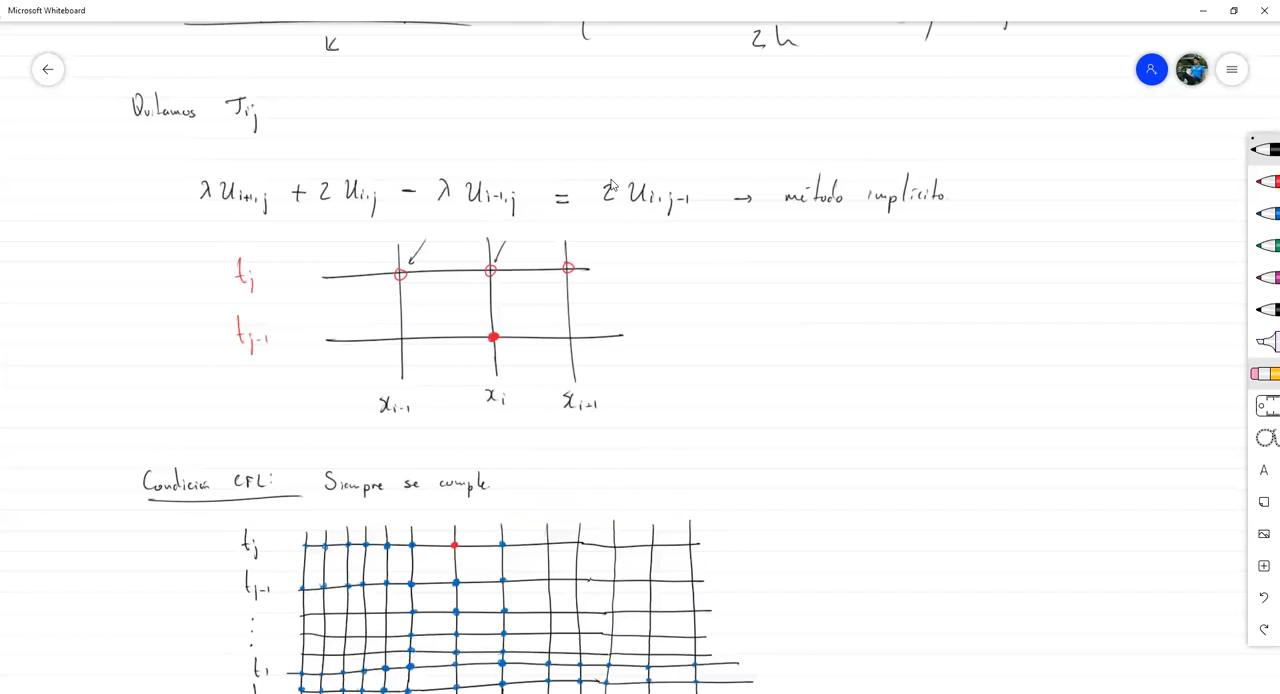 Microsoft Whiteboard
K
2h
Quitamos Tij
λ Ui+1,j + 2 Ui,j - λ Ui-1,j = 2 Ui,j-1 → método implícito
tj
tj-1
xi-1 xi xi+1
Condición CFL: Siempre se cumple.
tj
tj-1
⋮
t1
A